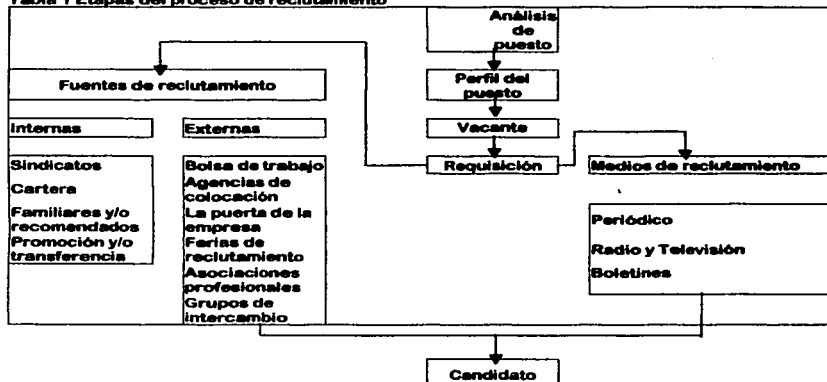 Tabla 1 Etapas del proceso de reclutamiento
Análisis
de
puesto
Fuentes de reclutamiento
Perfil del
puesto
Internas
Externas
Vacante
Requisición
Medios de reclutamiento
Sindicatos
Cartera
Familiares y/o
recomendados
Promoción y/o
transferencia
Bolsa de trabajo
Agencias de
colocación
La puerta de la
empresa
Ferias de
reclutamiento
Asociaciones
profesionales
Grupos de
intercambio
Periódico
Radio y Televisión
Boletines
Candidato